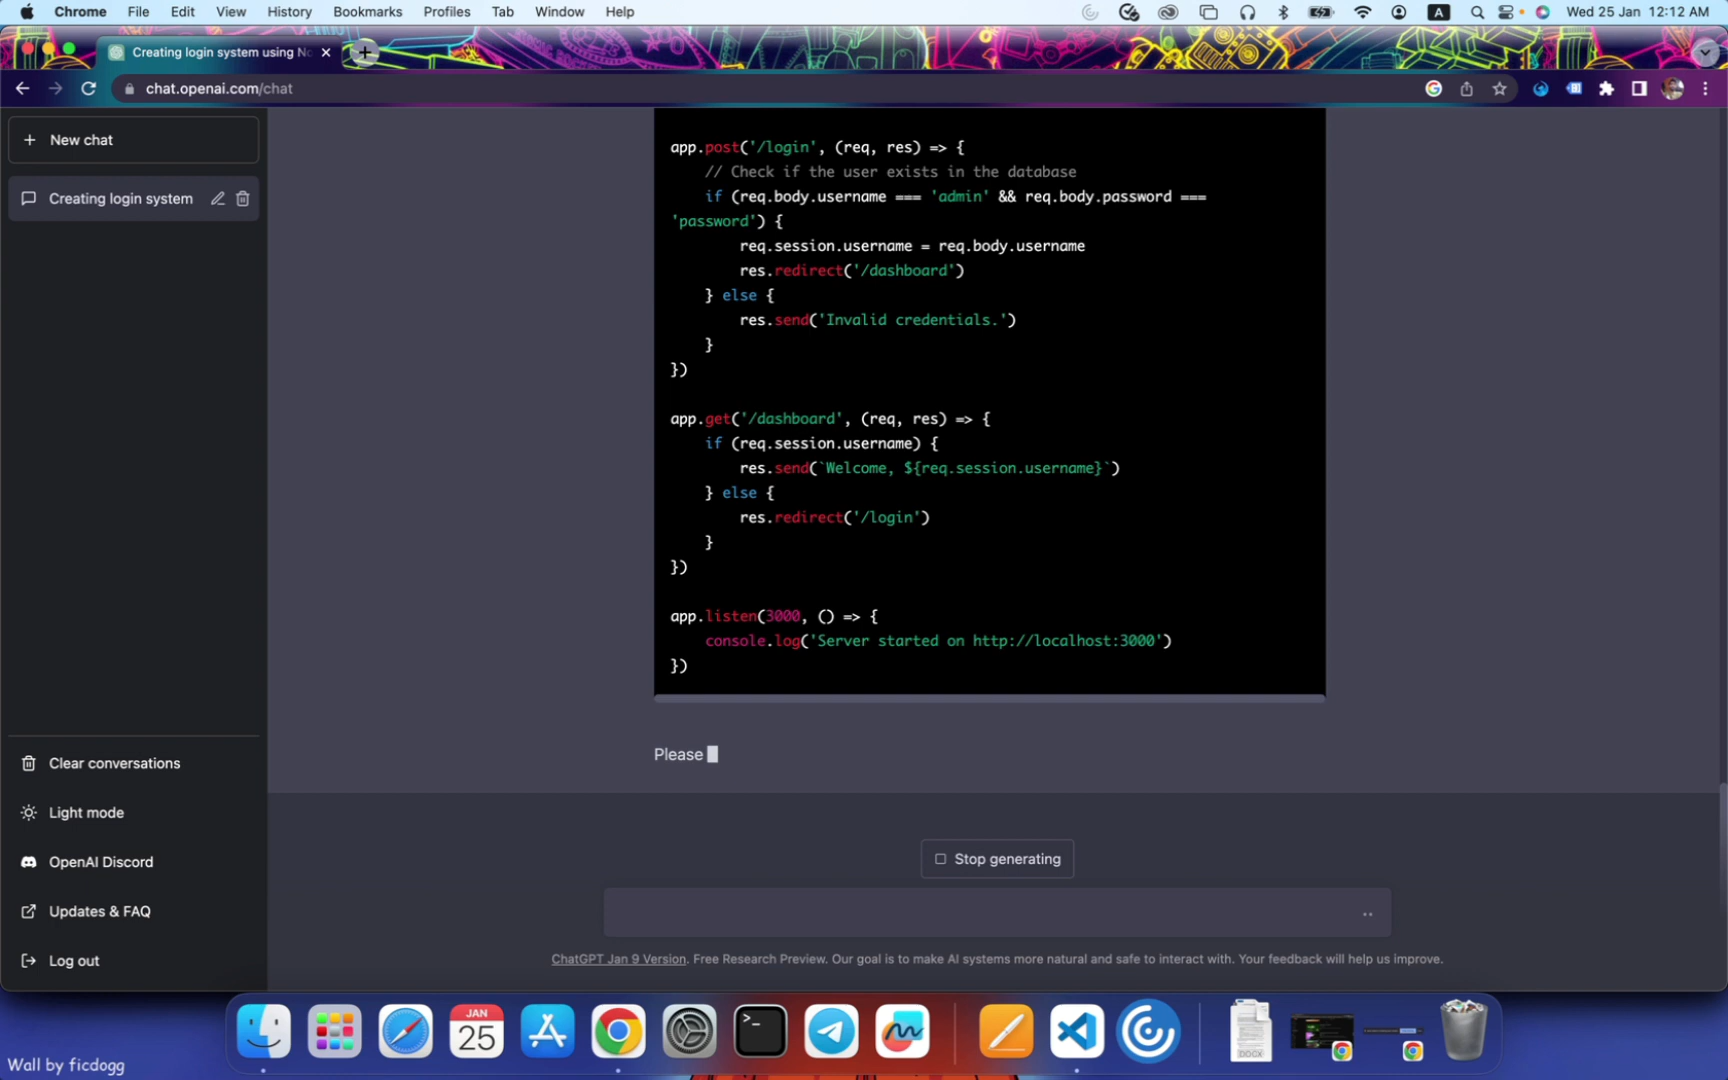 Chrome File Edit View History Bookmarks Profiles Tab Window Help A Wed 25 Jan 12:12 AM
Creating login system using No
chat.openai.com/chat
New chat
Creating login system
app.post('/login', (req, res) => {
// Check if the user exists in the database
if (req.body.username === 'admin' && req.body.password ===
'password') {
req.session.username = req.body.username
res.redirect('/dashboard')
} else {
res.send('Invalid credentials.')
}
})
app.get('/dashboard', (req, res) => {
if (req.session.username) {
res.send(`Welcome, ${req.session.username}`)
} else {
res.redirect('/login')
}
})
app.listen(3000, () => {
console.log('Server started on http://localhost:3000')
})
Please
Clear conversations
Light mode
OpenAI Discord
Updates & FAQ
Log out
Stop generating
ChatGPT Jan 9 Version. Free Research Preview. Our goal is to make AI systems more natural and safe to interact with. Your feedback will help us improve.
JAN
25
DOCX
Wall by ficdogg